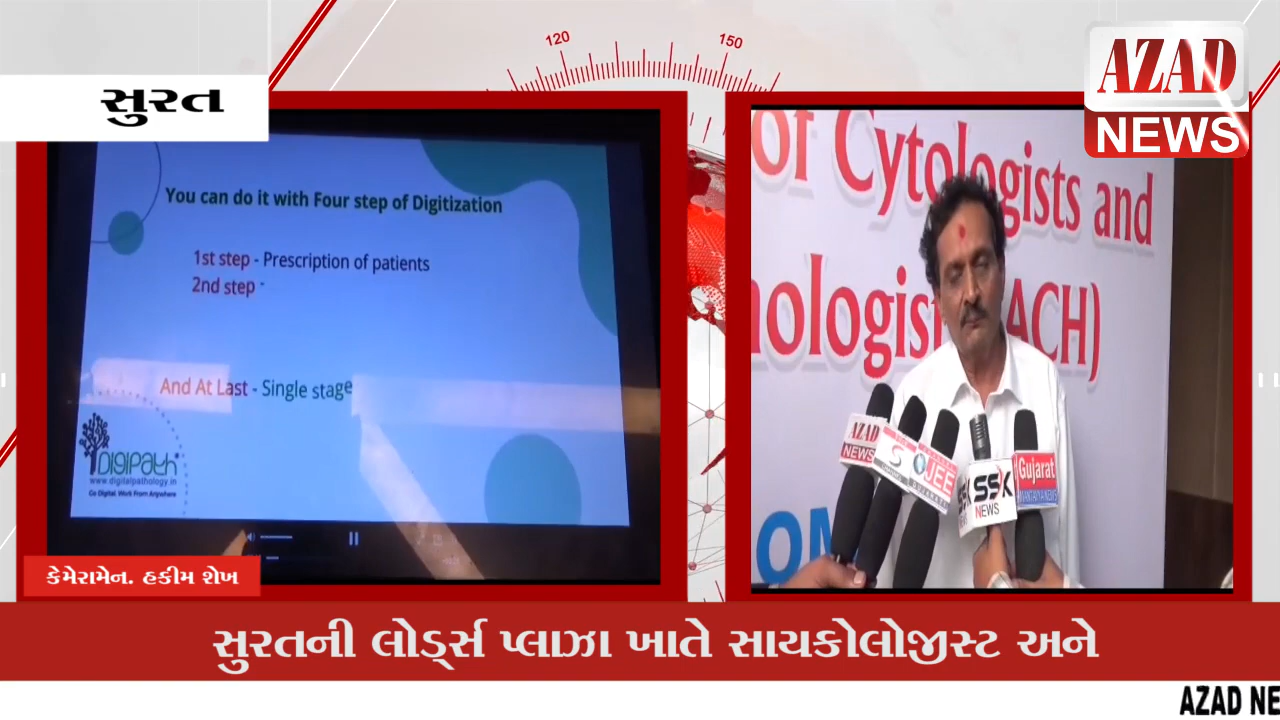 120
150
AZAD
NEWS
સુરત
You can do it with Four step of Digitization
1st step - Prescription of patients
2nd step -
And At Last - Single stage
DIGIPATH
www.digitalpathology.in
Go Digital. Work From Anywhere
of Cytologists and
ACH)
AZAD
NEWS
JEE
SSK
NEWS
Gujarat
કેમેરામેન. હકીમ શેખ
સુરતની લોર્ડ્સ પ્લાઝા ખાતે સાયકોલોજીસ્ટ અને
AZAD NE